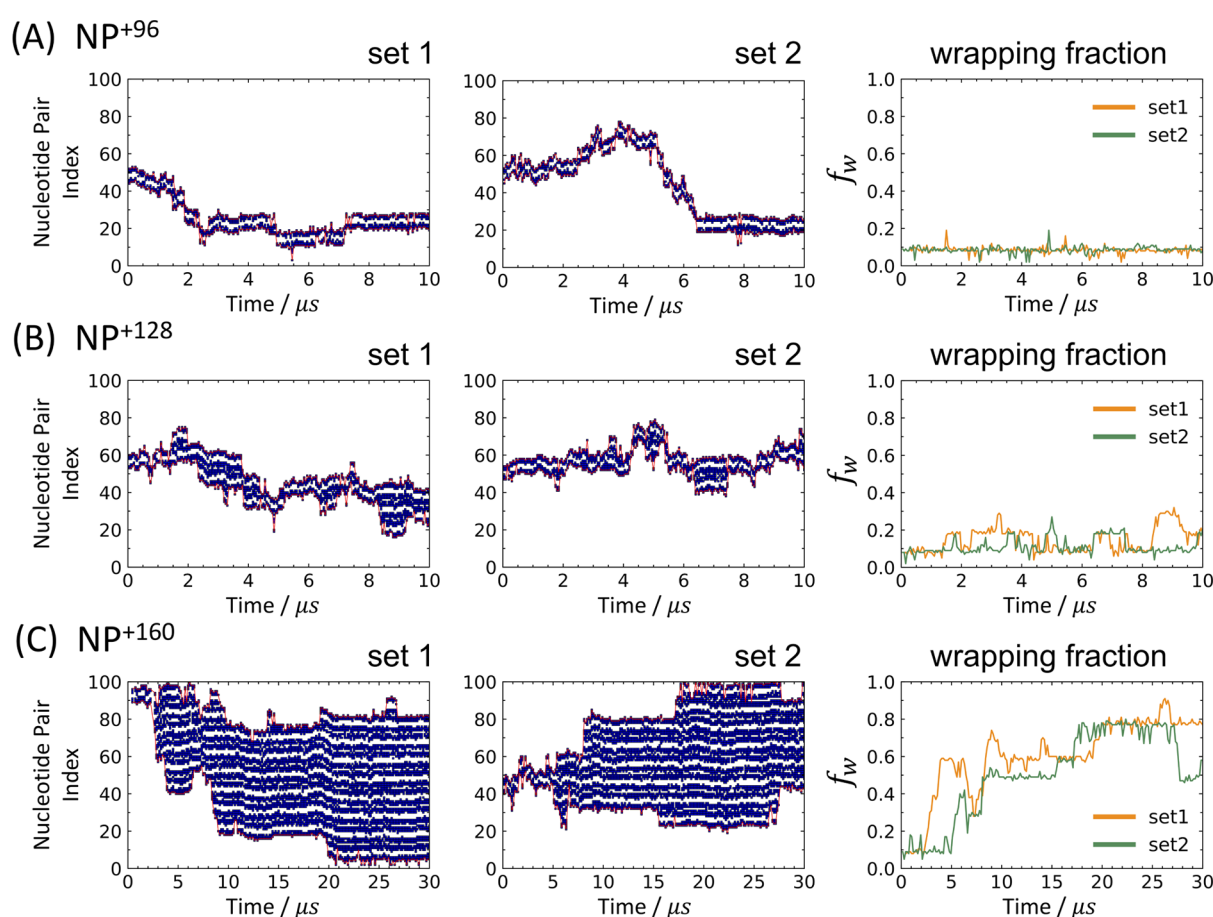 (A) NP+96
set 1
set 2
wrapping fraction
Nucleotide Pair
Index
100
80
60
40
20
0
0 2 4 6 8 10
Time / μs
100
80
60
40
20
0
0 2 4 6 8 10
Time / μs
fw
1.0
0.8
0.6
0.4
0.2
0.0
set1
set2
0 2 4 6 8 10
Time / μs
(B) NP+128
set 1
set 2
wrapping fraction
Nucleotide Pair
Index
100
80
60
40
20
0
0 2 4 6 8 10
Time / μs
100
80
60
40
20
0
0 2 4 6 8 10
Time / μs
fw
1.0
0.8
0.6
0.4
0.2
0.0
set1
set2
0 2 4 6 8 10
Time / μs
(C) NP+160
set 1
set 2
wrapping fraction
Nucleotide Pair
Index
100
80
60
40
20
0
0 5 10 15 20 25 30
Time / μs
100
80
60
40
20
0
0 5 10 15 20 25 30
Time / μs
fw
1.0
0.8
0.6
0.4
0.2
0.0
set1
set2
0 5 10 15 20 25 30
Time / μs